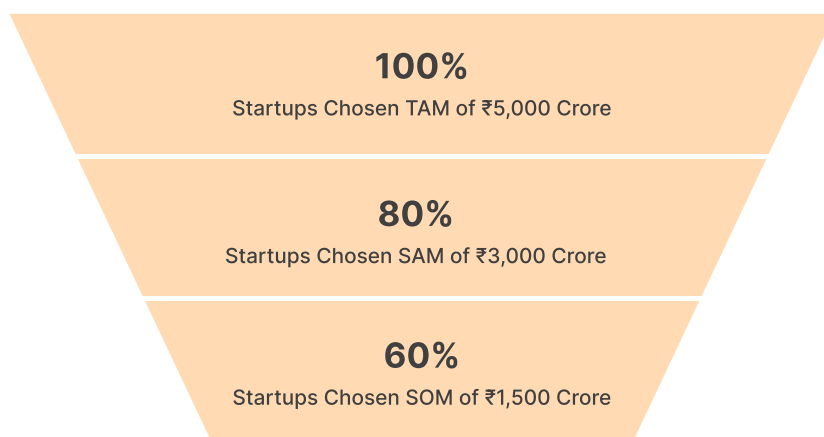 100%
Startups Chosen TAM of ₹5,000 Crore
80%
Startups Chosen SAM of ₹3,000 Crore
60%
Startups Chosen SOM of ₹1,500 Crore